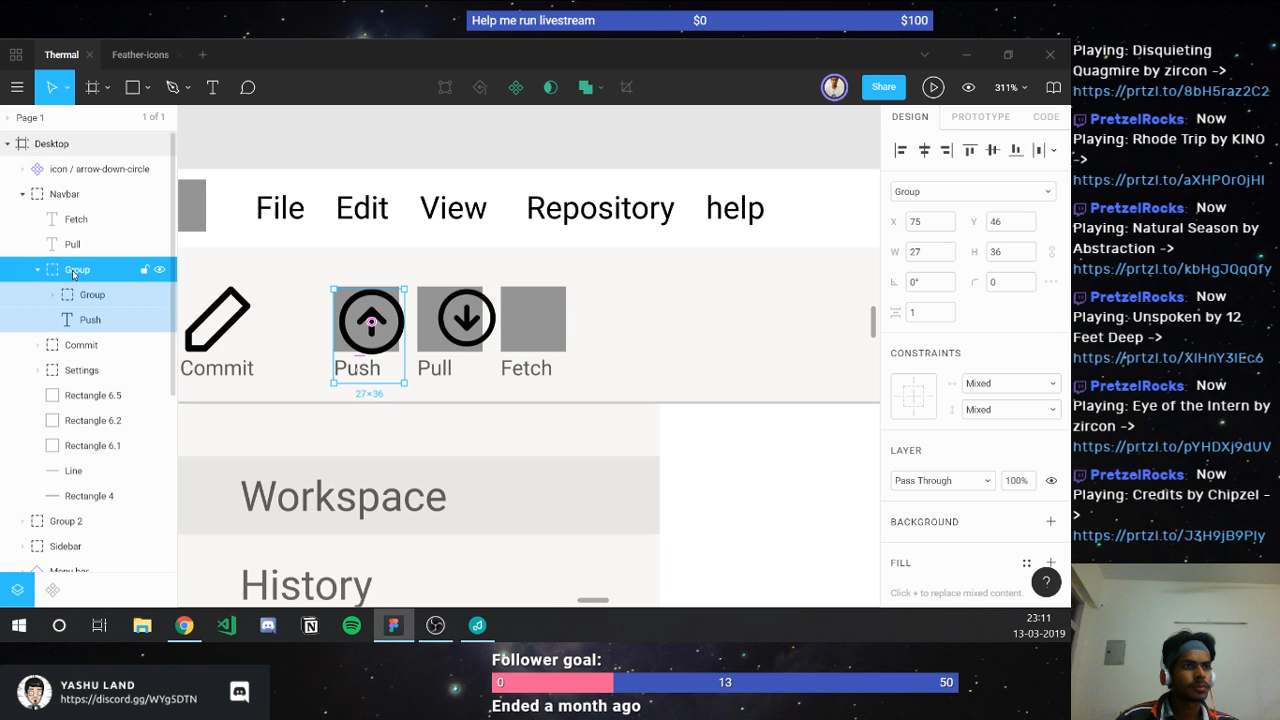 Help me run livestream $0 $100
Thermal
Feather-icons
Share
311%
Page 1
1 of 1
Desktop
icon / arrow-down-circle
Navbar
Fetch
Pull
Group
Group
Push
Commit
Settings
Rectangle 6.5
Rectangle 6.2
Rectangle 6.1
Line
Rectangle 4
Group 2
Sidebar
Menu bar
File Edit View Repository help
Commit Push Pull Fetch
27×36
Workspace
History
DESIGN PROTOTYPE CODE
Group
X 75 Y 46
W 27 H 36
0° 0
1
CONSTRAINTS
Mixed
Mixed
LAYER
Pass Through 100%
BACKGROUND
FILL
Click + to replace mixed content.
?
23:11
13-03-2019
YASHU LAND
https://discord.gg/WYg5DTN
Follower goal:
0 13 50
Ended a month ago
Playing: Disquieting
Quagmire by zircon ->
https://prtzl.to/8bH5raz2C2
PretzelRocks: Now
Playing: Rhode Trip by KINO
->
https://prtzl.to/aXHP0r0jHI
PretzelRocks: Now
Playing: Natural Season by
Abstraction ->
https://prtzl.to/kbHgJQqQfy
PretzelRocks: Now
Playing: Unspoken by 12
Feet Deep ->
https://prtzl.to/XlHnY3IEc6
PretzelRocks: Now
Playing: Eye of the Intern by
zircon ->
https://prtzl.to/pYHDXj9dUV
PretzelRocks: Now
Playing: Credits by Chipzel -
>
https://prtzl.to/J3H9jB9Ply